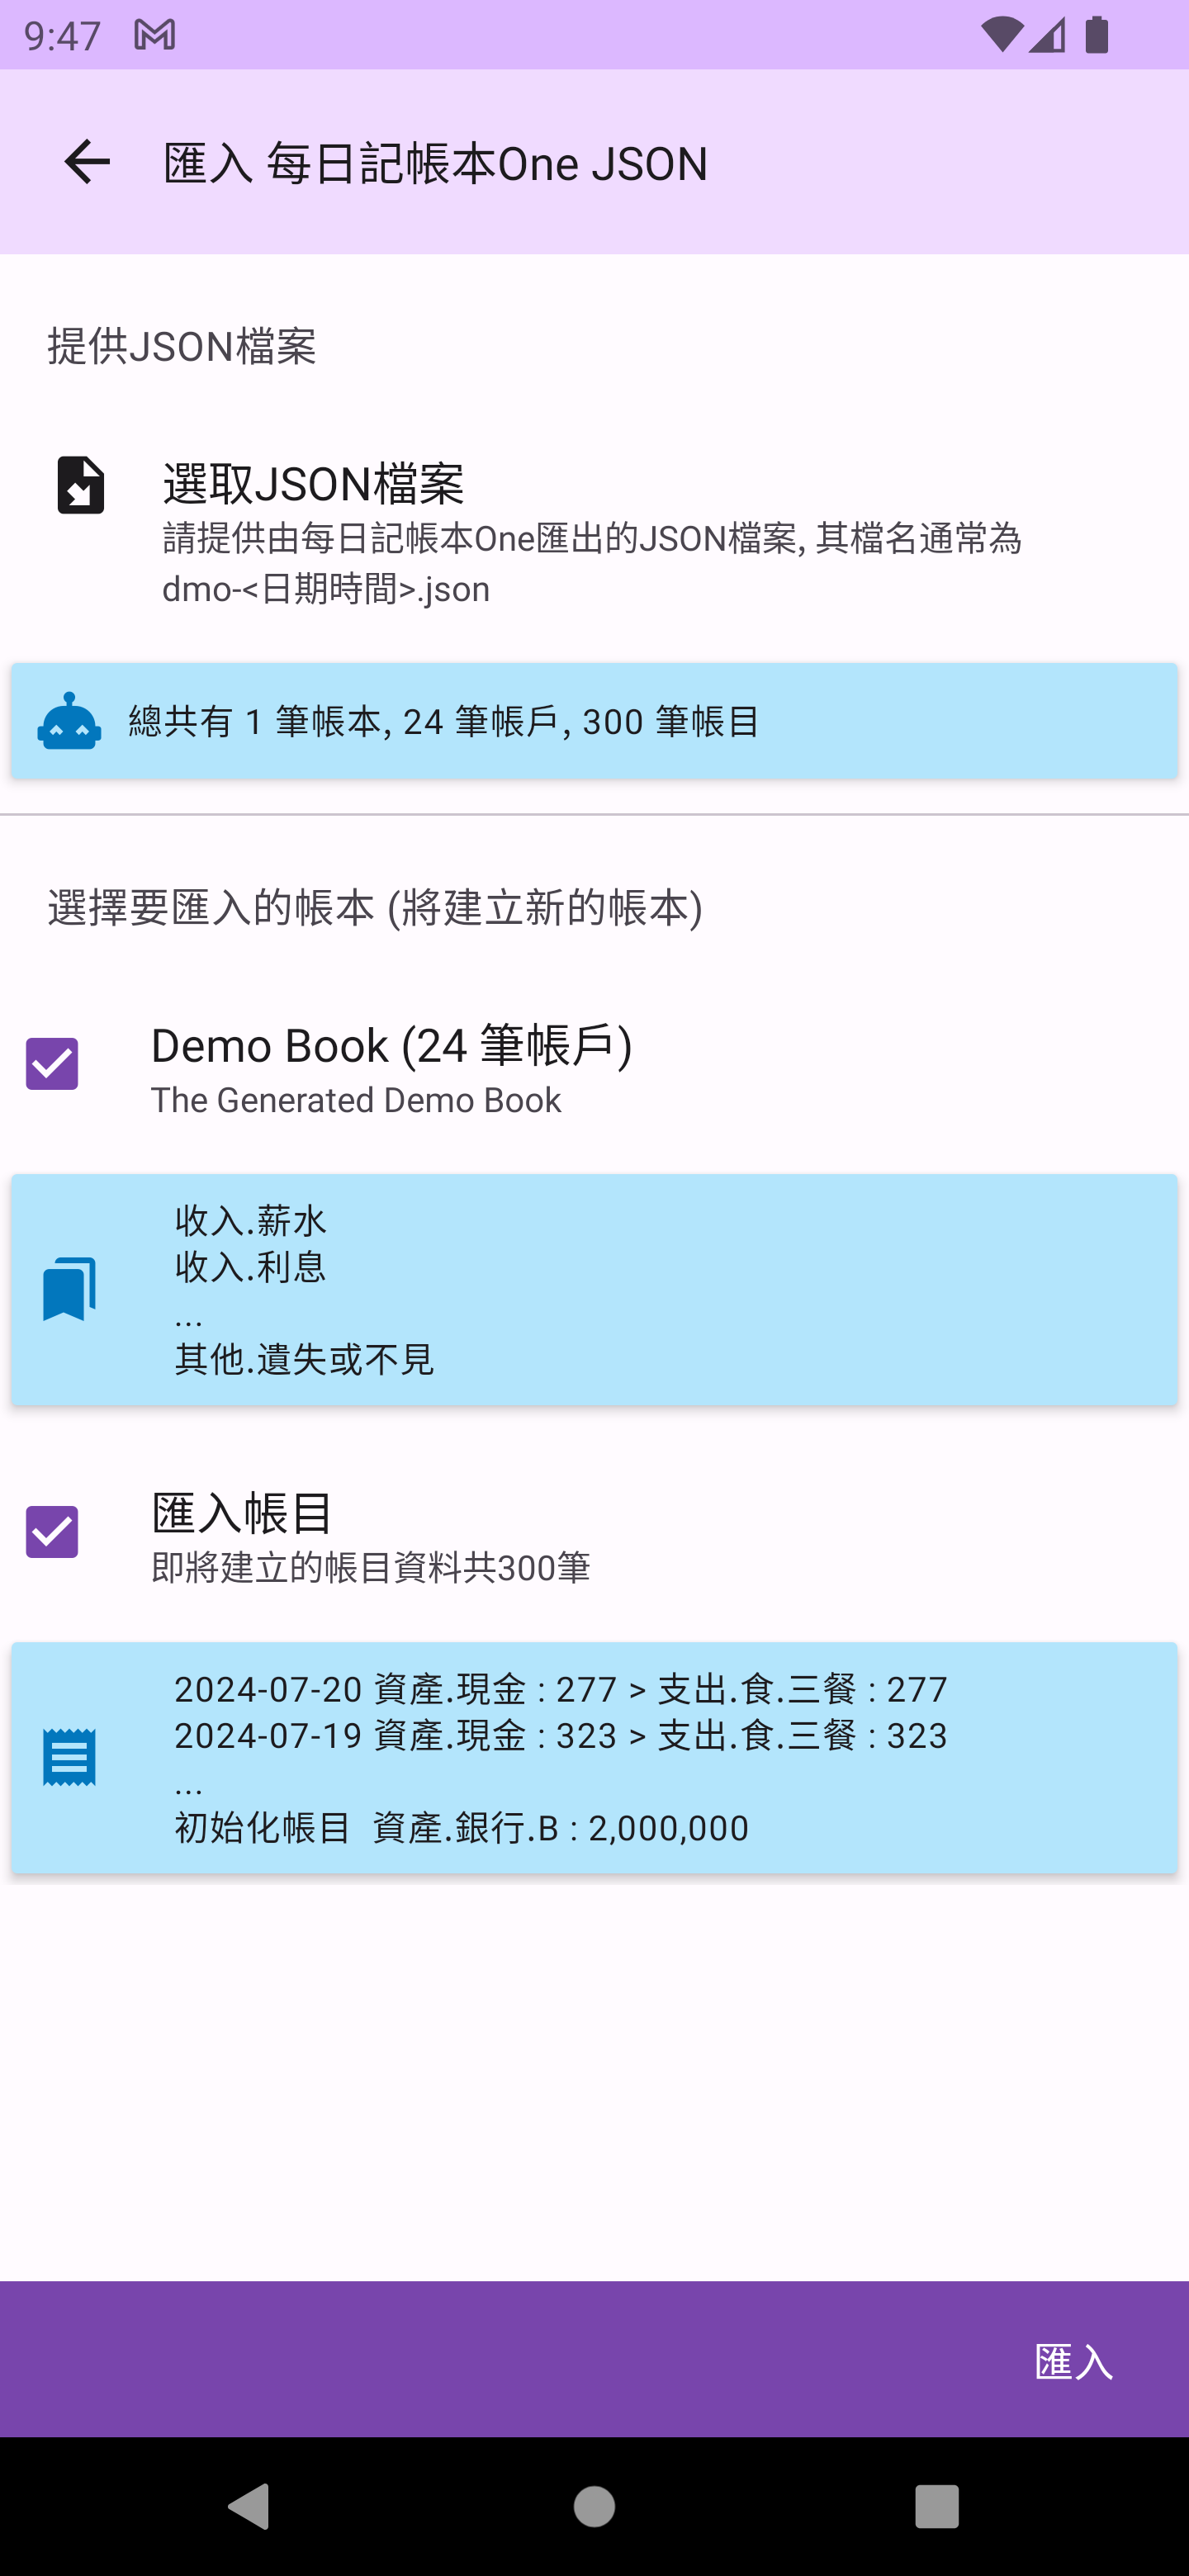 9:47
匯入 每日記帳本One JSON
提供JSON檔案
選取JSON檔案
請提供由每日記帳本One匯出的JSON檔案, 其檔名通常為
dmo-<日期時間>.json
總共有 1 筆帳本, 24 筆帳戶, 300 筆帳目
選擇要匯入的帳本 (將建立新的帳本)
Demo Book (24 筆帳戶)
The Generated Demo Book
收入.薪水
收入.利息
...
其他.遺失或不見
匯入帳目
即將建立的帳目資料共300筆
2024-07-20 資產.現金 : 277 > 支出.食.三餐 : 277
2024-07-19 資產.現金 : 323 > 支出.食.三餐 : 323
...
初始化帳目  資產.銀行.B : 2,000,000
匯入